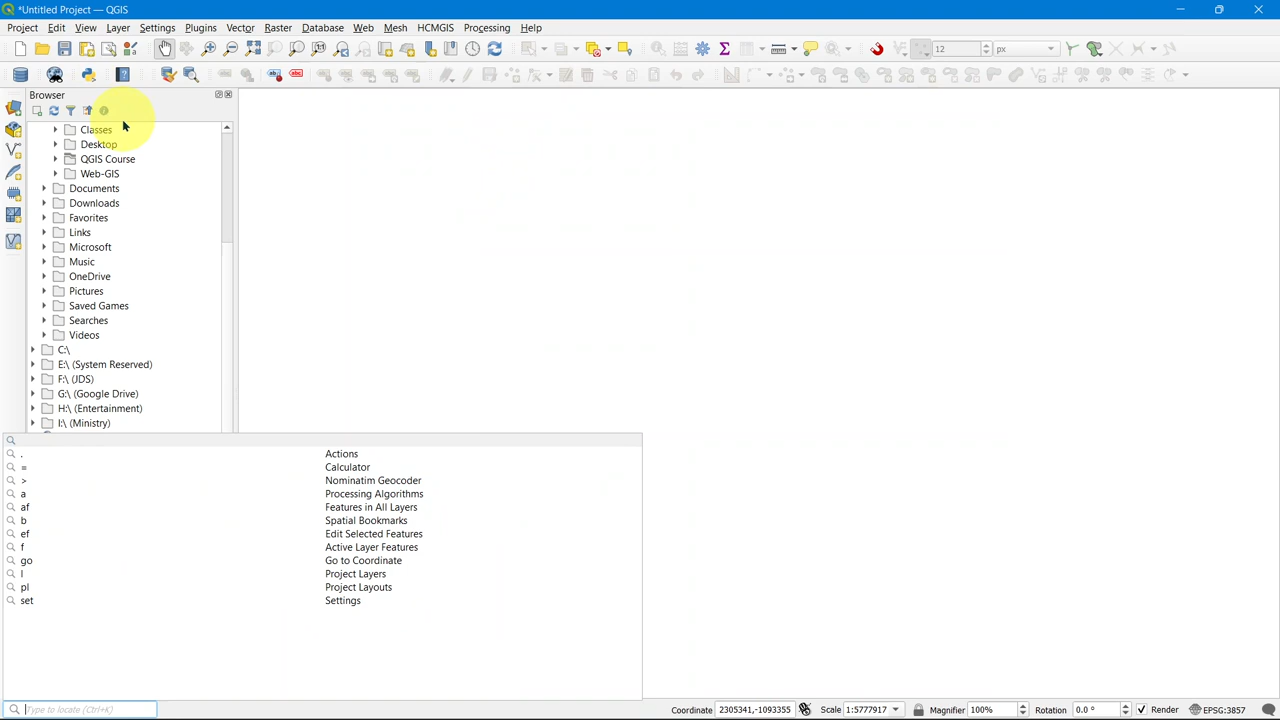 *Untitled Project — QGIS
Project Edit View Layer Settings Plugins Vector Raster Database Web Mesh HCMGIS Processing Help
12 px
Browser
Classes
Desktop
QGIS Course
Web-GIS
Documents
Downloads
Favorites
Links
Microsoft
Music
OneDrive
Pictures
Saved Games
Searches
Videos
C:\
E:\ (System Reserved)
F:\ (JDS)
G:\ (Google Drive)
H:\ (Entertainment)
I:\ (Ministry)
. Actions
= Calculator
> Nominatim Geocoder
a Processing Algorithms
af Features in All Layers
b Spatial Bookmarks
ef Edit Selected Features
f Active Layer Features
go Go to Coordinate
l Project Layers
pl Project Layouts
set Settings
Type to locate (Ctrl+K) Coordinate 2305341,-1093355 Scale 1:5777917 Magnifier 100% Rotation 0.0 ° Render EPSG:3857